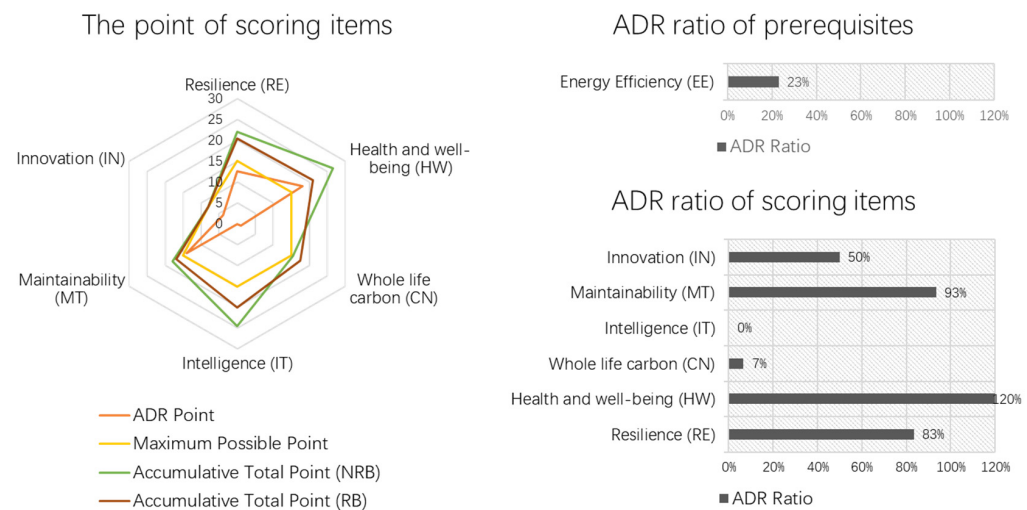 The point of scoring items
Resilience (RE)
30
25
20
15
10
5
0
Innovation (IN)
Health and well-
being (HW)
Maintainability
(MT)
Whole life
carbon (CN)
Intelligence (IT)
ADR Point
Maximum Possible Point
Accumulative Total Point (NRB)
Accumulative Total Point (RB)
ADR ratio of prerequisites
Energy Efficiency (EE) 23%
0% 20% 40% 60% 80% 100% 120%
ADR Ratio
ADR ratio of scoring items
Innovation (IN) 50%
Maintainability (MT) 93%
Intelligence (IT) 0%
Whole life carbon (CN) 7%
Health and well-being (HW) 120%
Resilience (RE) 83%
0% 20% 40% 60% 80% 100% 120%
ADR Ratio